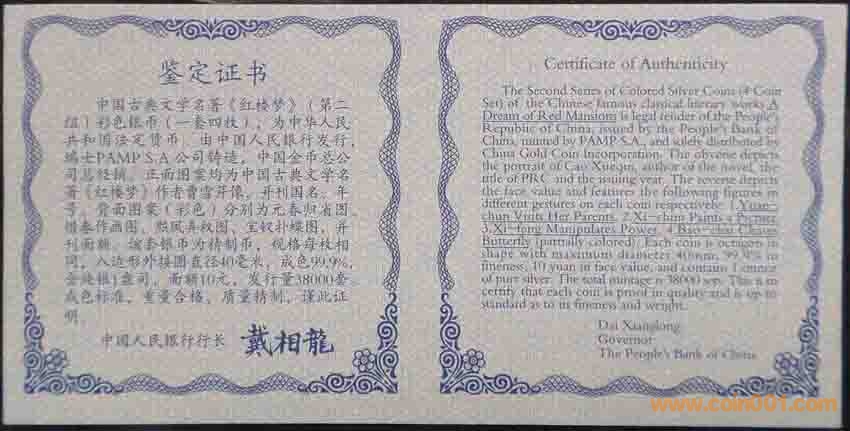 鉴定证书
中国古典文学名著《红楼梦》(第二
组)彩色银币(一套四枚),为中华人民
共和国法定货币。由中国人民银行发行,
瑞士PAMP S.A公司铸造,中国金币总公
司总经销。正面图案均为中国古典文学名
著《红楼梦》作者曹雪芹像,并刊国名、年
号。背面图案(彩色)分别为元春归省图、
惜春作画图、熙凤弄权图、宝钗扑蝶图,并
刊面额。该套银币为精制币,规格每枚相
同,八边形外接圆直径40毫米,成色99.9%,
含纯银1盎司,面额10元,发行量38000套。
成色标准,重量合格,质量精制,谨此证
明。
中国人民银行行长 戴相龍
Certificate of Authenticity
The Second Series of Colored Silver Coins (4-Coin
Set) of the Chinese famous classical literary works A
Dream of Red Mansions is legal tender of the People's
Republic of China, issued by the People's Bank of
China, minted by PAMP S.A., and solely distributed by
China Gold Coin Incorporation. The obverse depicts
the portrait of Cao Xueqin, author of the novel, the
title of PRC and the issuing year. The reverse depicts
the face value and features the following figures in
different gestures on each coin respectively: 1.Yuan-
chun Visits Her Parents, 2.Xi-chun Paints a Picture
3.Xi-feng Manipulates Power, 4.Bao-chai Chases
Butterfly (partially colored). Each coin is octagon in
shape with maximum diameter 40mm, 99.9% in
fineness, 10 yuan in face value, and contains 1 ounce
of pure silver. The total mintage is 38000 sets. This is to
certify that each coin is proof in quality and is up to
standard as to its fineness and weight.
Dai Xianglong
Governor
The People's Bank of China
www.coin001.com